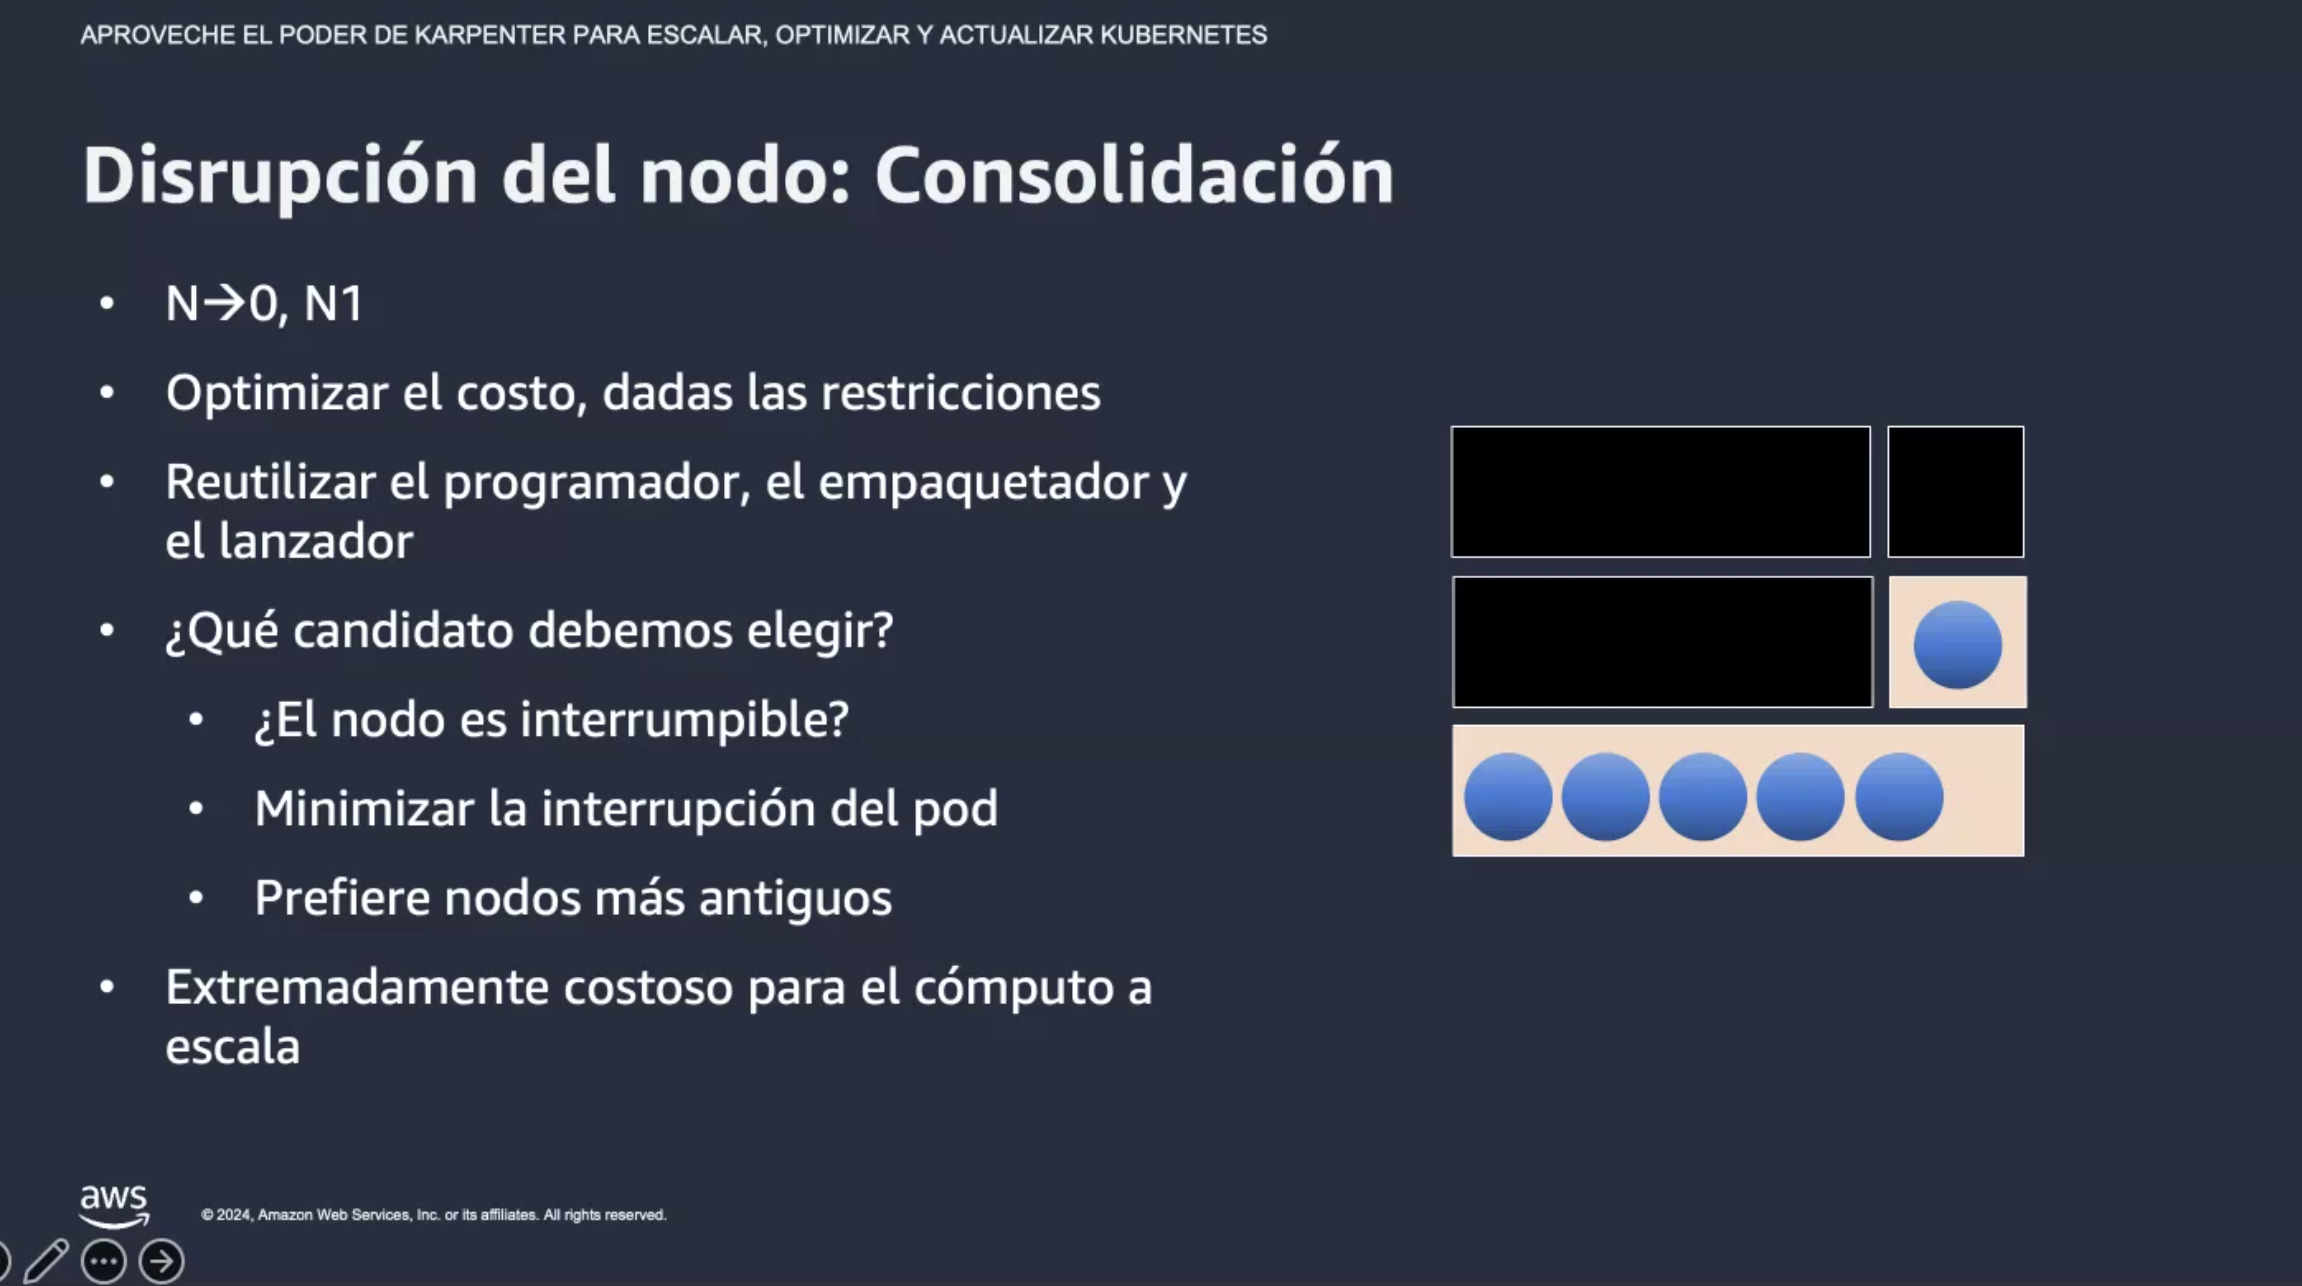 APROVECHE EL PODER DE KARPENTER PARA ESCALAR, OPTIMIZAR Y ACTUALIZAR KUBERNETES
Disrupción del nodo: Consolidación
• N→0, N1
• Optimizar el costo, dadas las restricciones
• Reutilizar el programador, el empaquetador y
el lanzador
• ¿Qué candidato debemos elegir?
• ¿El nodo es interrumpible?
• Minimizar la interrupción del pod
• Prefiere nodos más antiguos
• Extremadamente costoso para el cómputo a
escala
aws
© 2024, Amazon Web Services, Inc. or its affiliates. All rights reserved.